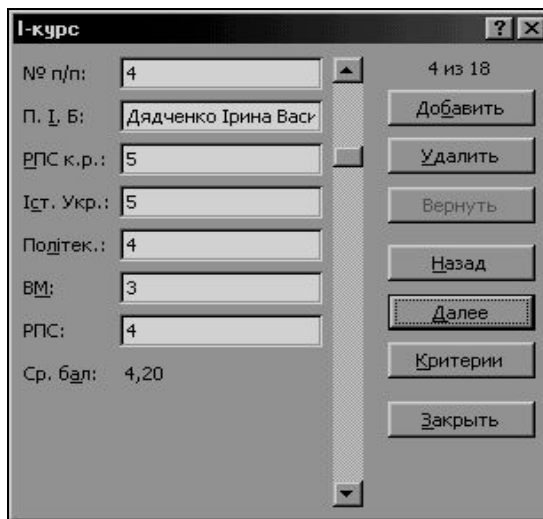 I-курс
№ п/п: 4
П. І. Б: Дядченко Ірина Васи
РПС к.р.: 5
Іст. Укр.: 5
Політек.: 4
ВМ: 3
РПС: 4
Ср. бал: 4,20
4 из 18
Добавить
Удалить
Вернуть
Назад
Далее
Критерии
Закрыть